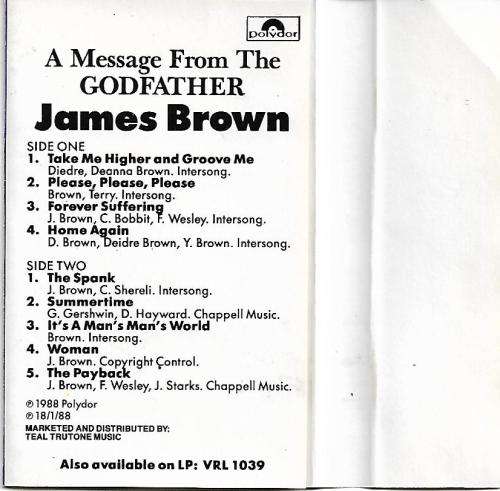 polydor
A Message From The
GODFATHER
James Brown
SIDE ONE
1. Take Me Higher and Groove Me
Diedre, Deanna Brown. Intersong.
2. Please, Please, Please
Brown, Terry. Intersong.
3. Forever Suffering
J. Brown, C. Bobbit, F. Wesley. Intersong.
4. Home Again
D. Brown, Deidre Brown, Y. Brown. Intersong.
SIDE TWO
1. The Spank
J. Brown, C. Shereli. Intersong.
2. Summertime
G. Gershwin, D. Hayward. Chappell Music.
3. It's A Man's Man's World
Brown. Intersong.
4. Woman
J. Brown. Copyright Control.
5. The Payback
J. Brown, F. Wesley, J. Starks. Chappell Music.
℗ 1988 Polydor
℗ 18/1/88
MARKETED AND DISTRIBUTED BY:
TEAL TRUTONE MUSIC
Also available on LP: VRL 1039